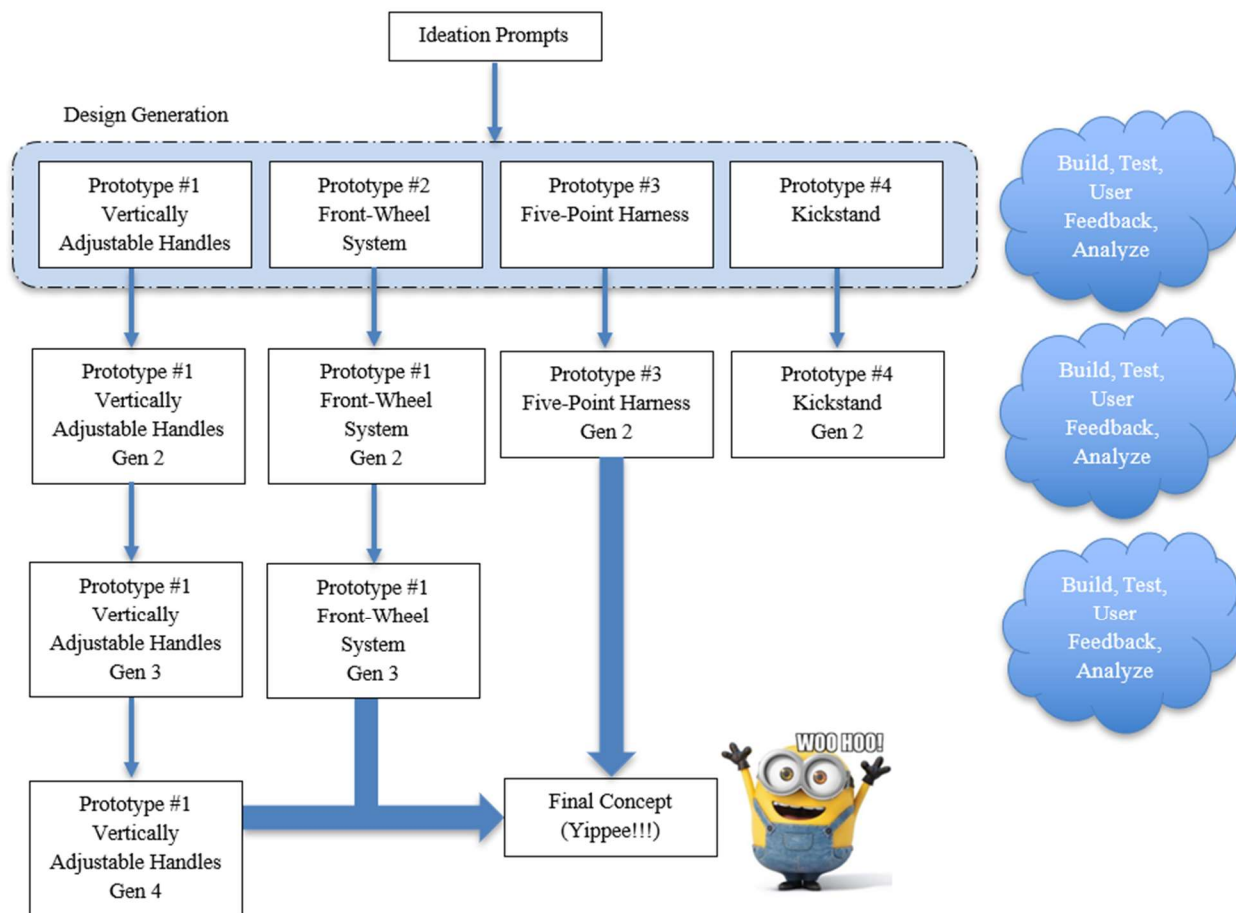 Ideation Prompts
Design Generation
Prototype #1
Vertically
Adjustable Handles
Prototype #2
Front-Wheel
System
Prototype #3
Five-Point Harness
Prototype #4
Kickstand
Build, Test,
User
Feedback,
Analyze
Prototype #1
Vertically
Adjustable Handles
Gen 2
Prototype #1
Front-Wheel
System
Gen 2
Prototype #3
Five-Point Harness
Gen 2
Prototype #4
Kickstand
Gen 2
Build, Test,
User
Feedback,
Analyze
Prototype #1
Vertically
Adjustable Handles
Gen 3
Prototype #1
Front-Wheel
System
Gen 3
Build, Test,
User
Feedback,
Analyze
Prototype #1
Vertically
Adjustable Handles
Gen 4
Final Concept
(Yippee!!!)
WOO HOO!